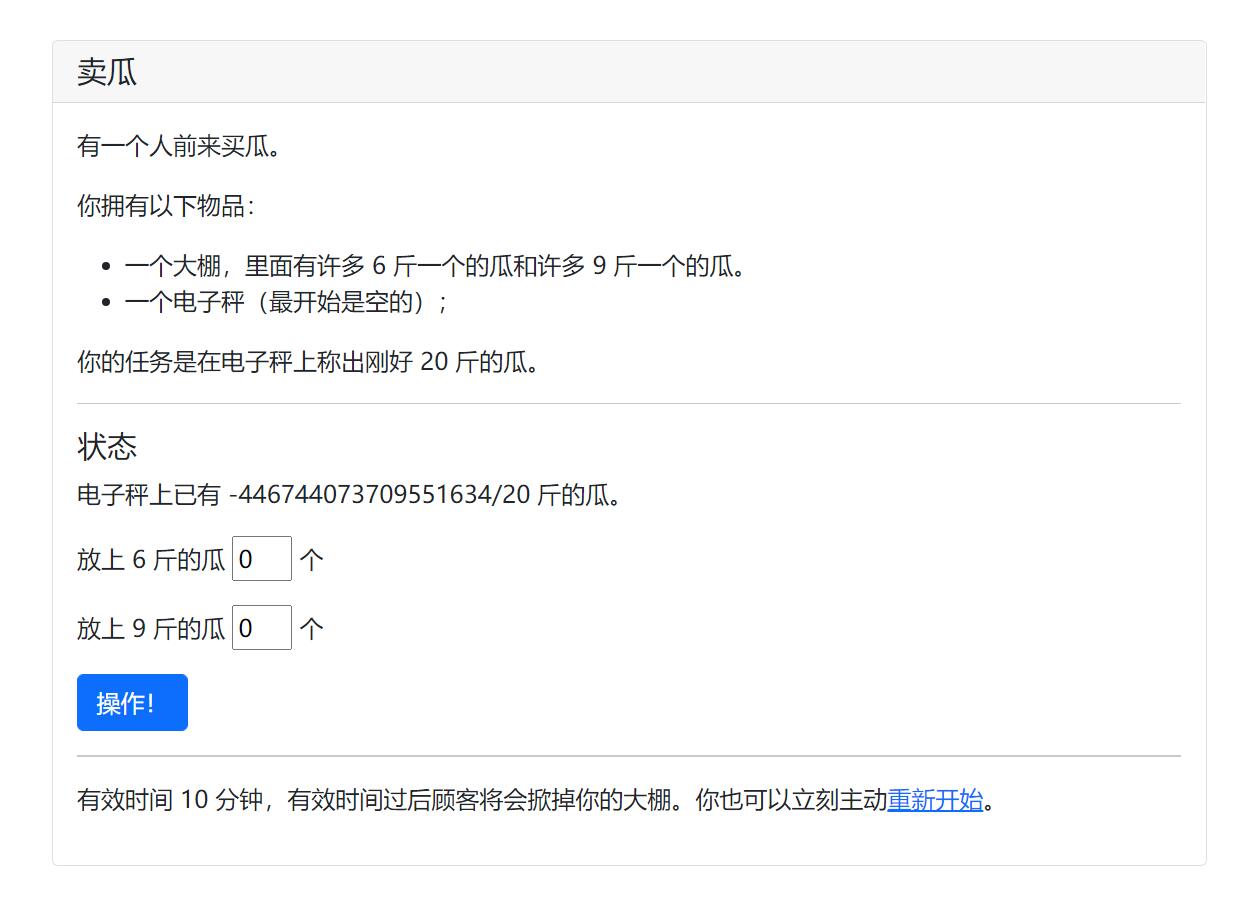 卖瓜
有一个人前来买瓜。
你拥有以下物品：
• 一个大棚，里面有许多 6 斤一个的瓜和许多 9 斤一个的瓜。
• 一个电子秤（最开始是空的）；
你的任务是在电子秤上称出刚好 20 斤的瓜。
状态
电子秤上已有 -446744073709551634/20 斤的瓜。
放上 6 斤的瓜 0 个
放上 9 斤的瓜 0 个
操作！
有效时间 10 分钟，有效时间过后顾客将会掀掉你的大棚。你也可以立刻主动重新开始。